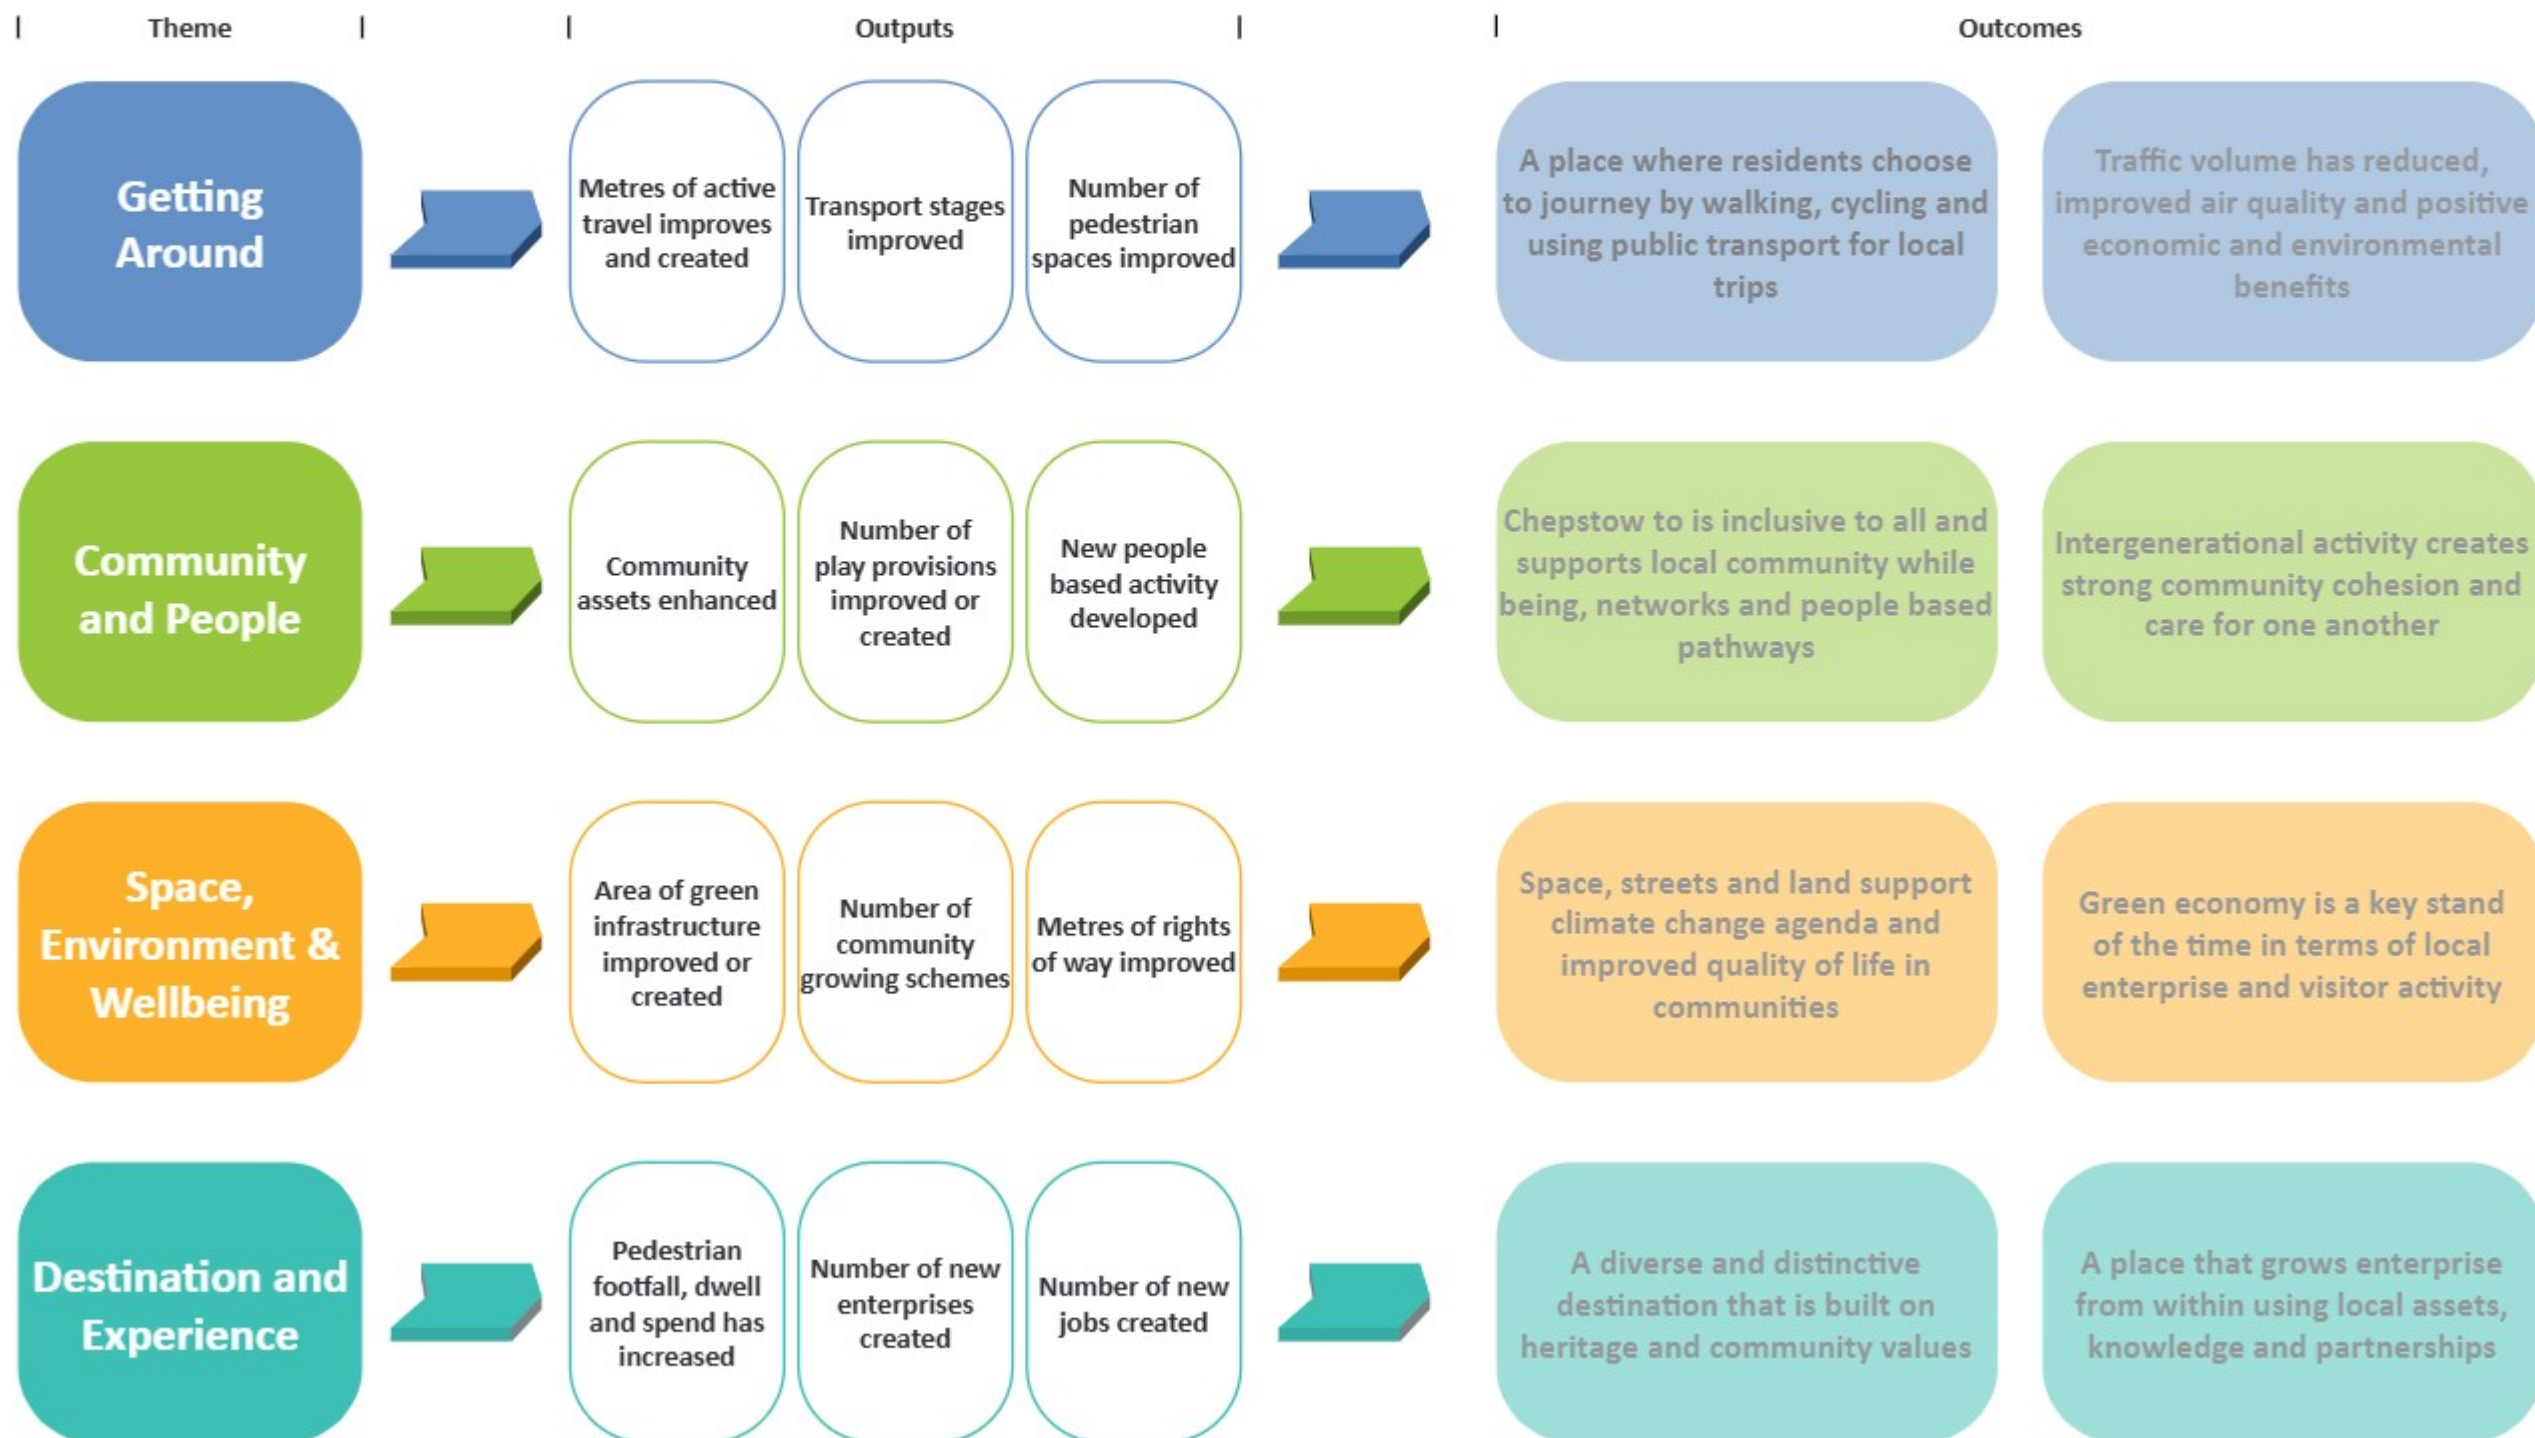 Theme
Outputs
Outcomes
Getting
Around
Metres of active
travel improves
and created
Transport stages
improved
Number of
pedestrian
spaces improved
A place where residents choose
to journey by walking, cycling and
using public transport for local
trips
Traffic volume has reduced,
improved air quality and positive
economic and environmental
benefits
Community
and People
Community
assets enhanced
Number of
play provisions
improved or
created
New people
based activity
developed
Chepstow to is inclusive to all and
supports local community while
being, networks and people based
pathways
Intergenerational activity creates
strong community cohesion and
care for one another
Space,
Environment &
Wellbeing
Area of green
infrastructure
improved or
created
Number of
community
growing schemes
Metres of rights
of way improved
Space, streets and land support
climate change agenda and
improved quality of life in
communities
Green economy is a key stand
of the time in terms of local
enterprise and visitor activity
Destination and
Experience
Pedestrian
footfall, dwell
and spend has
increased
Number of new
enterprises
created
Number of new
jobs created
A diverse and distinctive
destination that is built on
heritage and community values
A place that grows enterprise
from within using local assets,
knowledge and partnerships